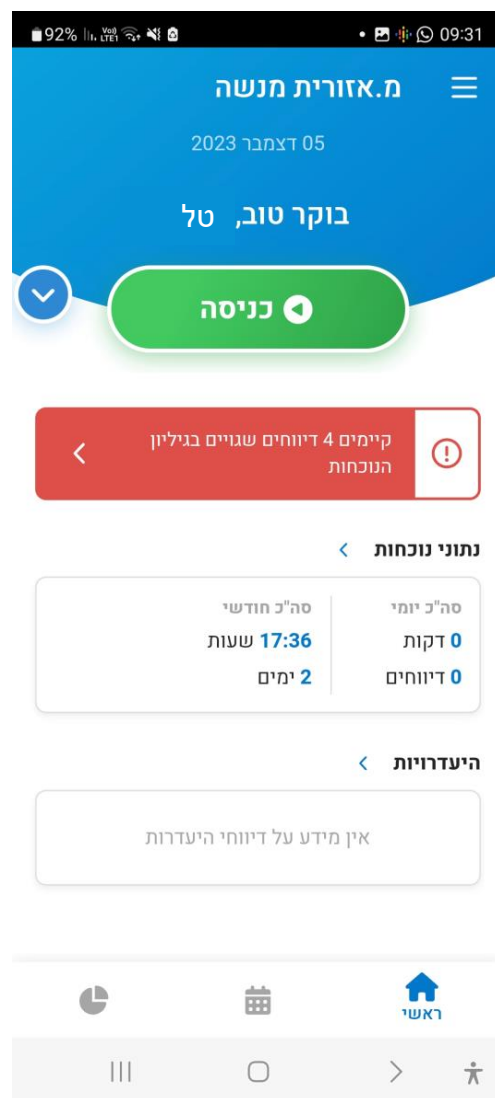 92% Vo)) LTE1 09:31
מ.אזורית מנשה
05 דצמבר 2023
בוקר טוב, טל
כניסה
קיימים 4 דיווחים שגויים בגיליון
הנוכחות
נתוני נוכחות
סה"כ יומי סה"כ חודשי
0 דקות 17:36 שעות
0 דיווחים 2 ימים
היעדרויות
אין מידע על דיווחי היעדרות
ראשי